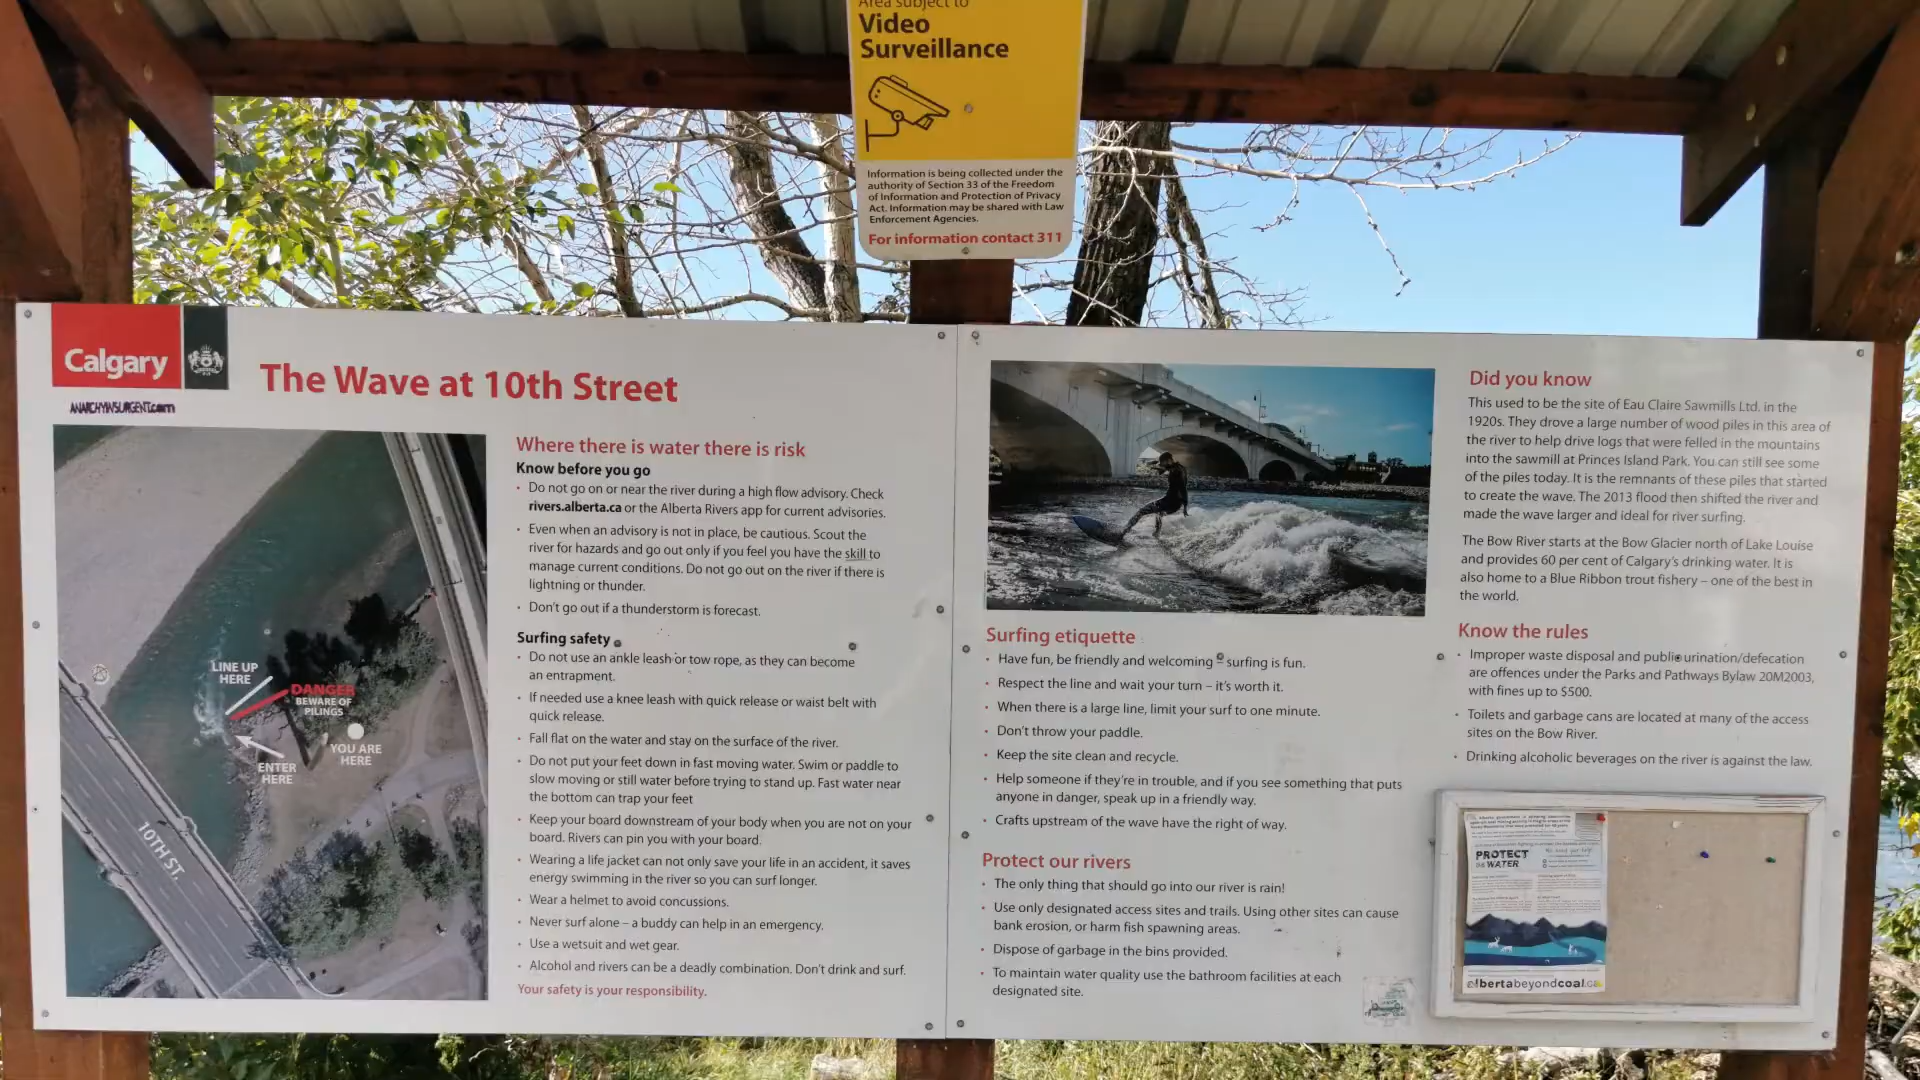 Area subject to
Video
Surveillance
Information is being collected under the
authority of Section 33 of the Freedom
of Information and Protection of Privacy
Act. Information may be shared with Law
Enforcement Agencies.
For information contact 311
Calgary
ANARCHYINSURGENT.com
The Wave at 10th Street
LINE UP
HERE
DANGER
BEWARE OF
PILINGS
YOU ARE
HERE
ENTER
HERE
10TH ST.
Where there is water there is risk
Know before you go
• Do not go on or near the river during a high flow advisory. Check
rivers.alberta.ca or the Alberta Rivers app for current advisories.
• Even when an advisory is not in place, be cautious. Scout the
river for hazards and go out only if you feel you have the skill to
manage current conditions. Do not go out on the river if there is
lightning or thunder.
• Don't go out if a thunderstorm is forecast.
Surfing safety
• Do not use an ankle leash or tow rope, as they can become
an entrapment.
• If needed use a knee leash with quick release or waist belt with
quick release.
• Fall flat on the water and stay on the surface of the river.
• Do not put your feet down in fast moving water. Swim or paddle to
slow moving or still water before trying to stand up. Fast water near
the bottom can trap your feet
• Keep your board downstream of your body when you are not on your
board. Rivers can pin you with your board.
• Wearing a life jacket can not only save your life in an accident, it saves
energy swimming in the river so you can surf longer.
• Wear a helmet to avoid concussions.
• Never surf alone – a buddy can help in an emergency.
• Use a wetsuit and wet gear.
• Alcohol and rivers can be a deadly combination. Don't drink and surf.
Your safety is your responsibility.
Surfing etiquette
• Have fun, be friendly and welcoming – surfing is fun.
• Respect the line and wait your turn – it's worth it.
• When there is a large line, limit your surf to one minute.
• Don't throw your paddle.
• Keep the site clean and recycle.
• Help someone if they're in trouble, and if you see something that puts
anyone in danger, speak up in a friendly way.
• Crafts upstream of the wave have the right of way.
Protect our rivers
• The only thing that should go into our river is rain!
• Use only designated access sites and trails. Using other sites can cause
bank erosion, or harm fish spawning areas.
• Dispose of garbage in the bins provided.
• To maintain water quality use the bathroom facilities at each
designated site.
Did you know
This used to be the site of Eau Claire Sawmills Ltd. in the
1920s. They drove a large number of wood piles in this area of
the river to help drive logs that were felled in the mountains
into the sawmill at Princes Island Park. You can still see some
of the piles today. It is the remnants of these piles that started
to create the wave. The 2013 flood then shifted the river and
made the wave larger and ideal for river surfing.
The Bow River starts at the Bow Glacier north of Lake Louise
and provides 60 per cent of Calgary's drinking water. It is
also home to a Blue Ribbon trout fishery – one of the best in
the world.
Know the rules
• Improper waste disposal and public urination/defecation
are offences under the Parks and Pathways Bylaw 20M2003,
with fines up to $500.
• Toilets and garbage cans are located at many of the access
sites on the Bow River.
• Drinking alcoholic beverages on the river is against the law.
PROTECT
WATER
albertabeyondcoal.ca